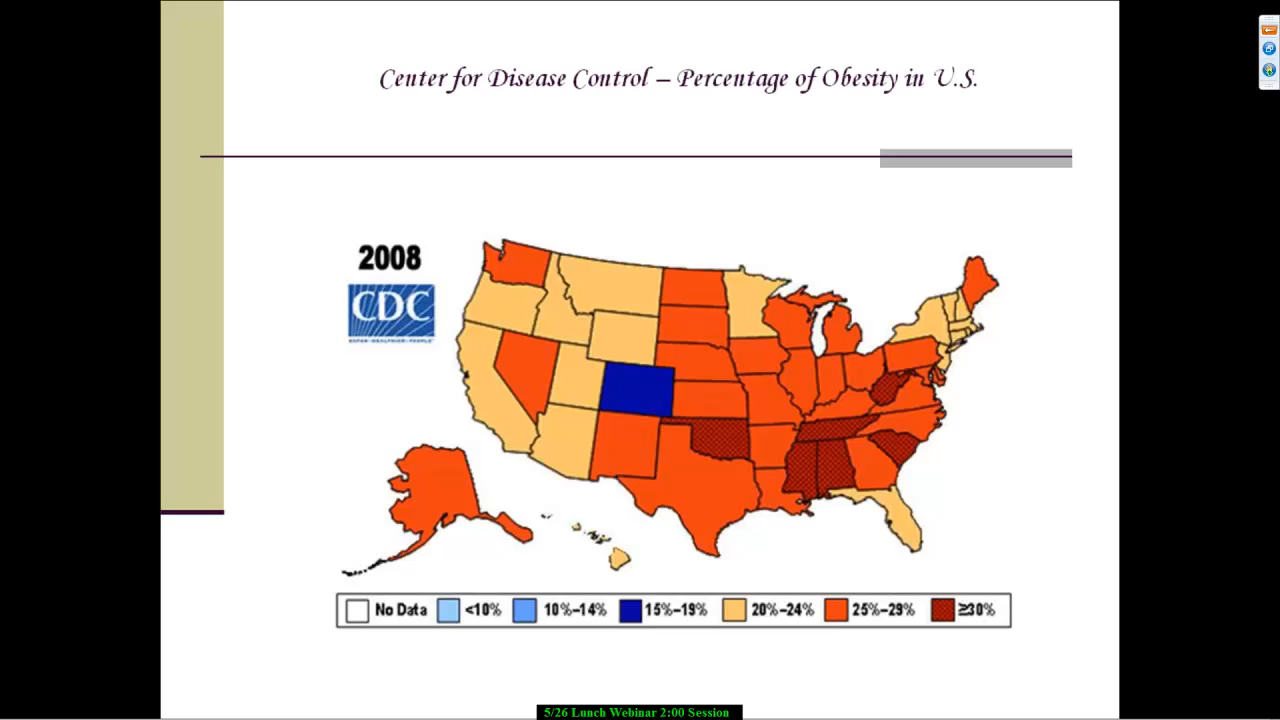 Center for Disease Control – Percentage of Obesity in U.S.
2008
CDC
No Data <10% 10%–14% 15%–19% 20%–24% 25%–29% ≥30%
5/26 Lunch Webinar 2:00 Session